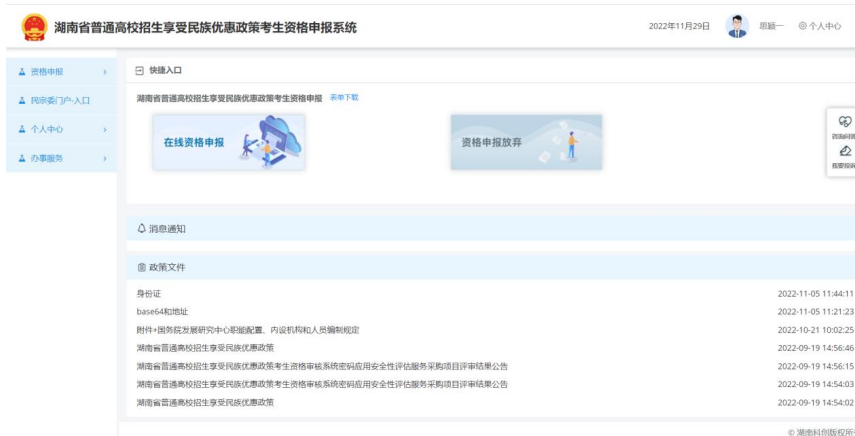 湖南省普通高校招生享受民族优惠政策考生资格申报系统
2022年11月29日
思颖一
个人中心
资格申报
民宗委门户-入口
个人中心
办事服务
快捷入口
湖南省普通高校招生享受民族优惠政策考生资格申报 表单下载
在线资格申报
资格申报放弃
消息通知
政策文件
身份证 2022-11-05 11:44:11
base64和地址 2022-11-05 11:21:23
附件+国务院发展研究中心职能配置、内设机构和人员编制规定 2022-10-21 10:02:25
湖南省普通高校招生享受民族优惠政策 2022-09-19 14:56:46
湖南省普通高校招生享受民族优惠政策考生资格审核系统密码应用安全性评估服务采购项目评审结果公告 2022-09-19 14:56:15
湖南省普通高校招生享受民族优惠政策考生资格审核系统密码应用安全性评估服务采购项目评审结果公告 2022-09-19 14:54:03
湖南省普通高校招生享受民族优惠政策 2022-09-19 14:54:02
© 湖南科创版权所